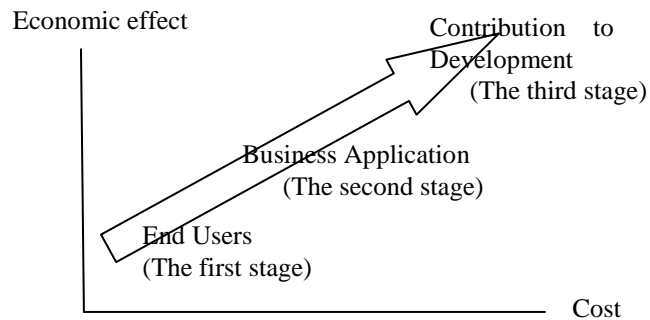 Economic effect
Contribution to
Development
(The third stage)
Business Application
(The second stage)
End Users
(The first stage)
Cost